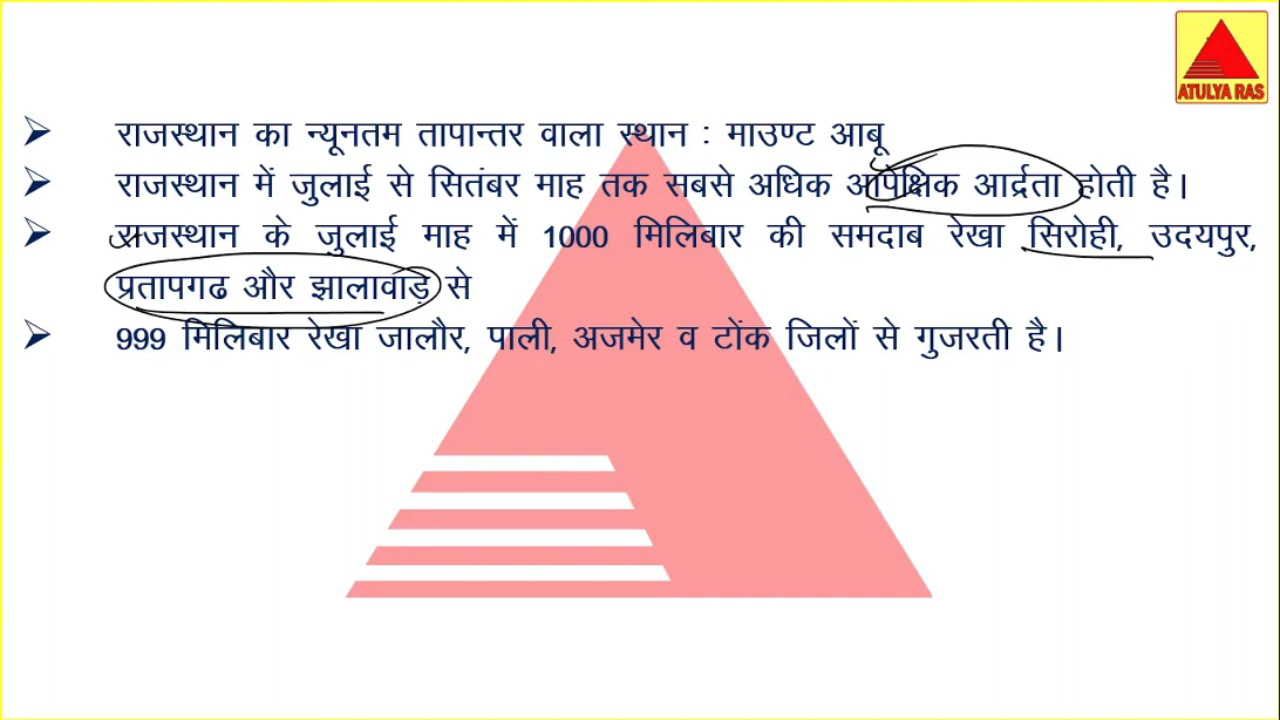 ATULYA RAS
➢ राजस्थान का न्यूनतम तापान्तर वाला स्थान : माउण्ट आबू
➢ राजस्थान में जुलाई से सितंबर माह तक सबसे अधिक आपेक्षिक आर्द्रता होती है।
➢ राजस्थान के जुलाई माह में 1000 मिलिबार की समदाब रेखा सिरोही, उदयपुर,
प्रतापगढ और झालावाड़े से
➢ 999 मिलिबार रेखा जालौर, पाली, अजमेर व टोंक जिलों से गुजरती है।